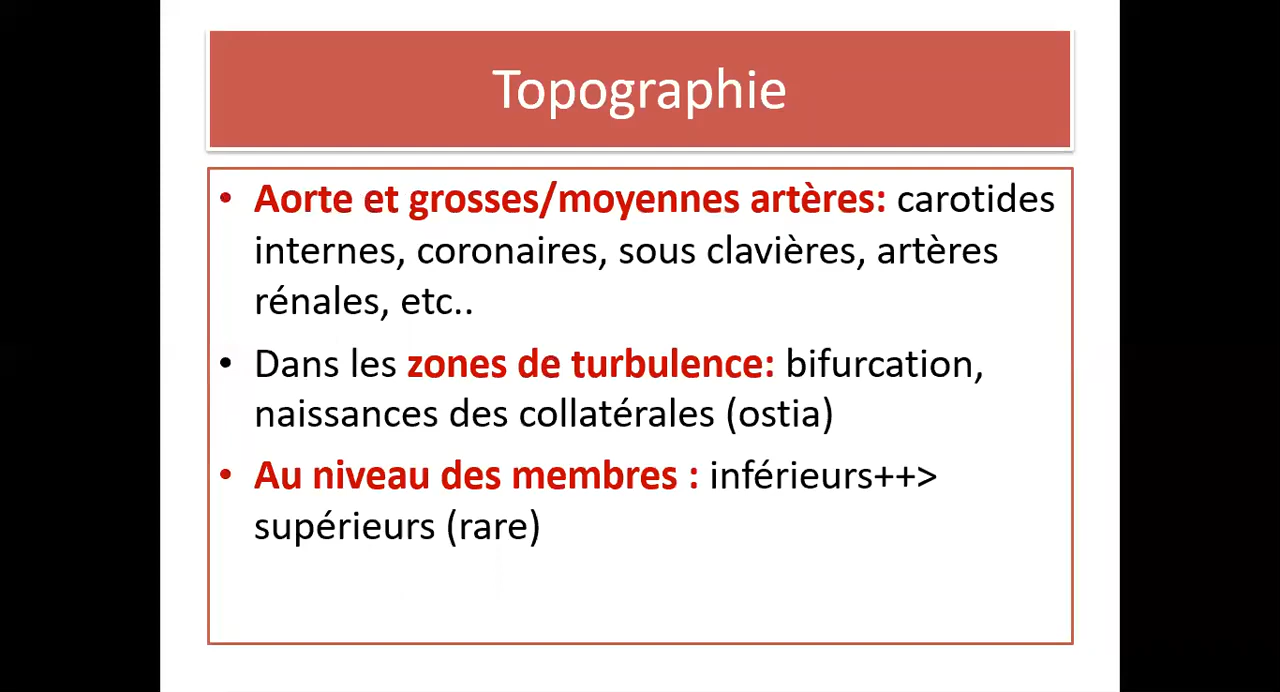 Topographie
• Aorte et grosses/moyennes artères: carotides
internes, coronaires, sous clavières, artères
rénales, etc..
• Dans les zones de turbulence: bifurcation,
naissances des collatérales (ostia)
• Au niveau des membres : inférieurs++>
supérieurs (rare)